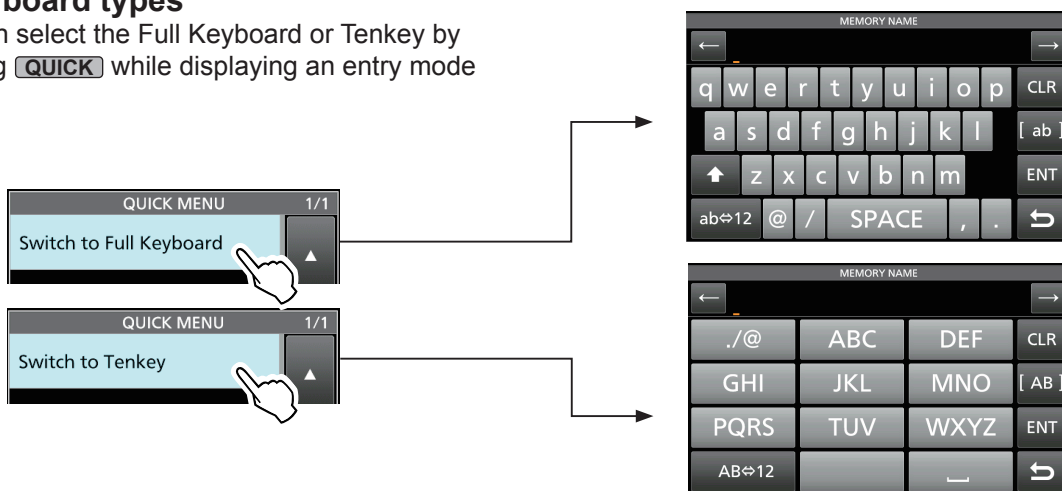 board types
n select the Full Keyboard or Tenkey by
g QUICK while displaying an entry mode
QUICK MENU 1/1
Switch to Full Keyboard
▲
QUICK MENU 1/1
Switch to Tenkey
▲
MEMORY NAME
← →
q w e r t y u i o p CLR
a s d f g h j k l [ ab ]
z x c v b n m ENT
ab⇔12 @ / SPACE , .
MEMORY NAME
← →
./@ ABC DEF CLR
GHI JKL MNO [ AB ]
PQRS TUV WXYZ ENT
AB⇔12